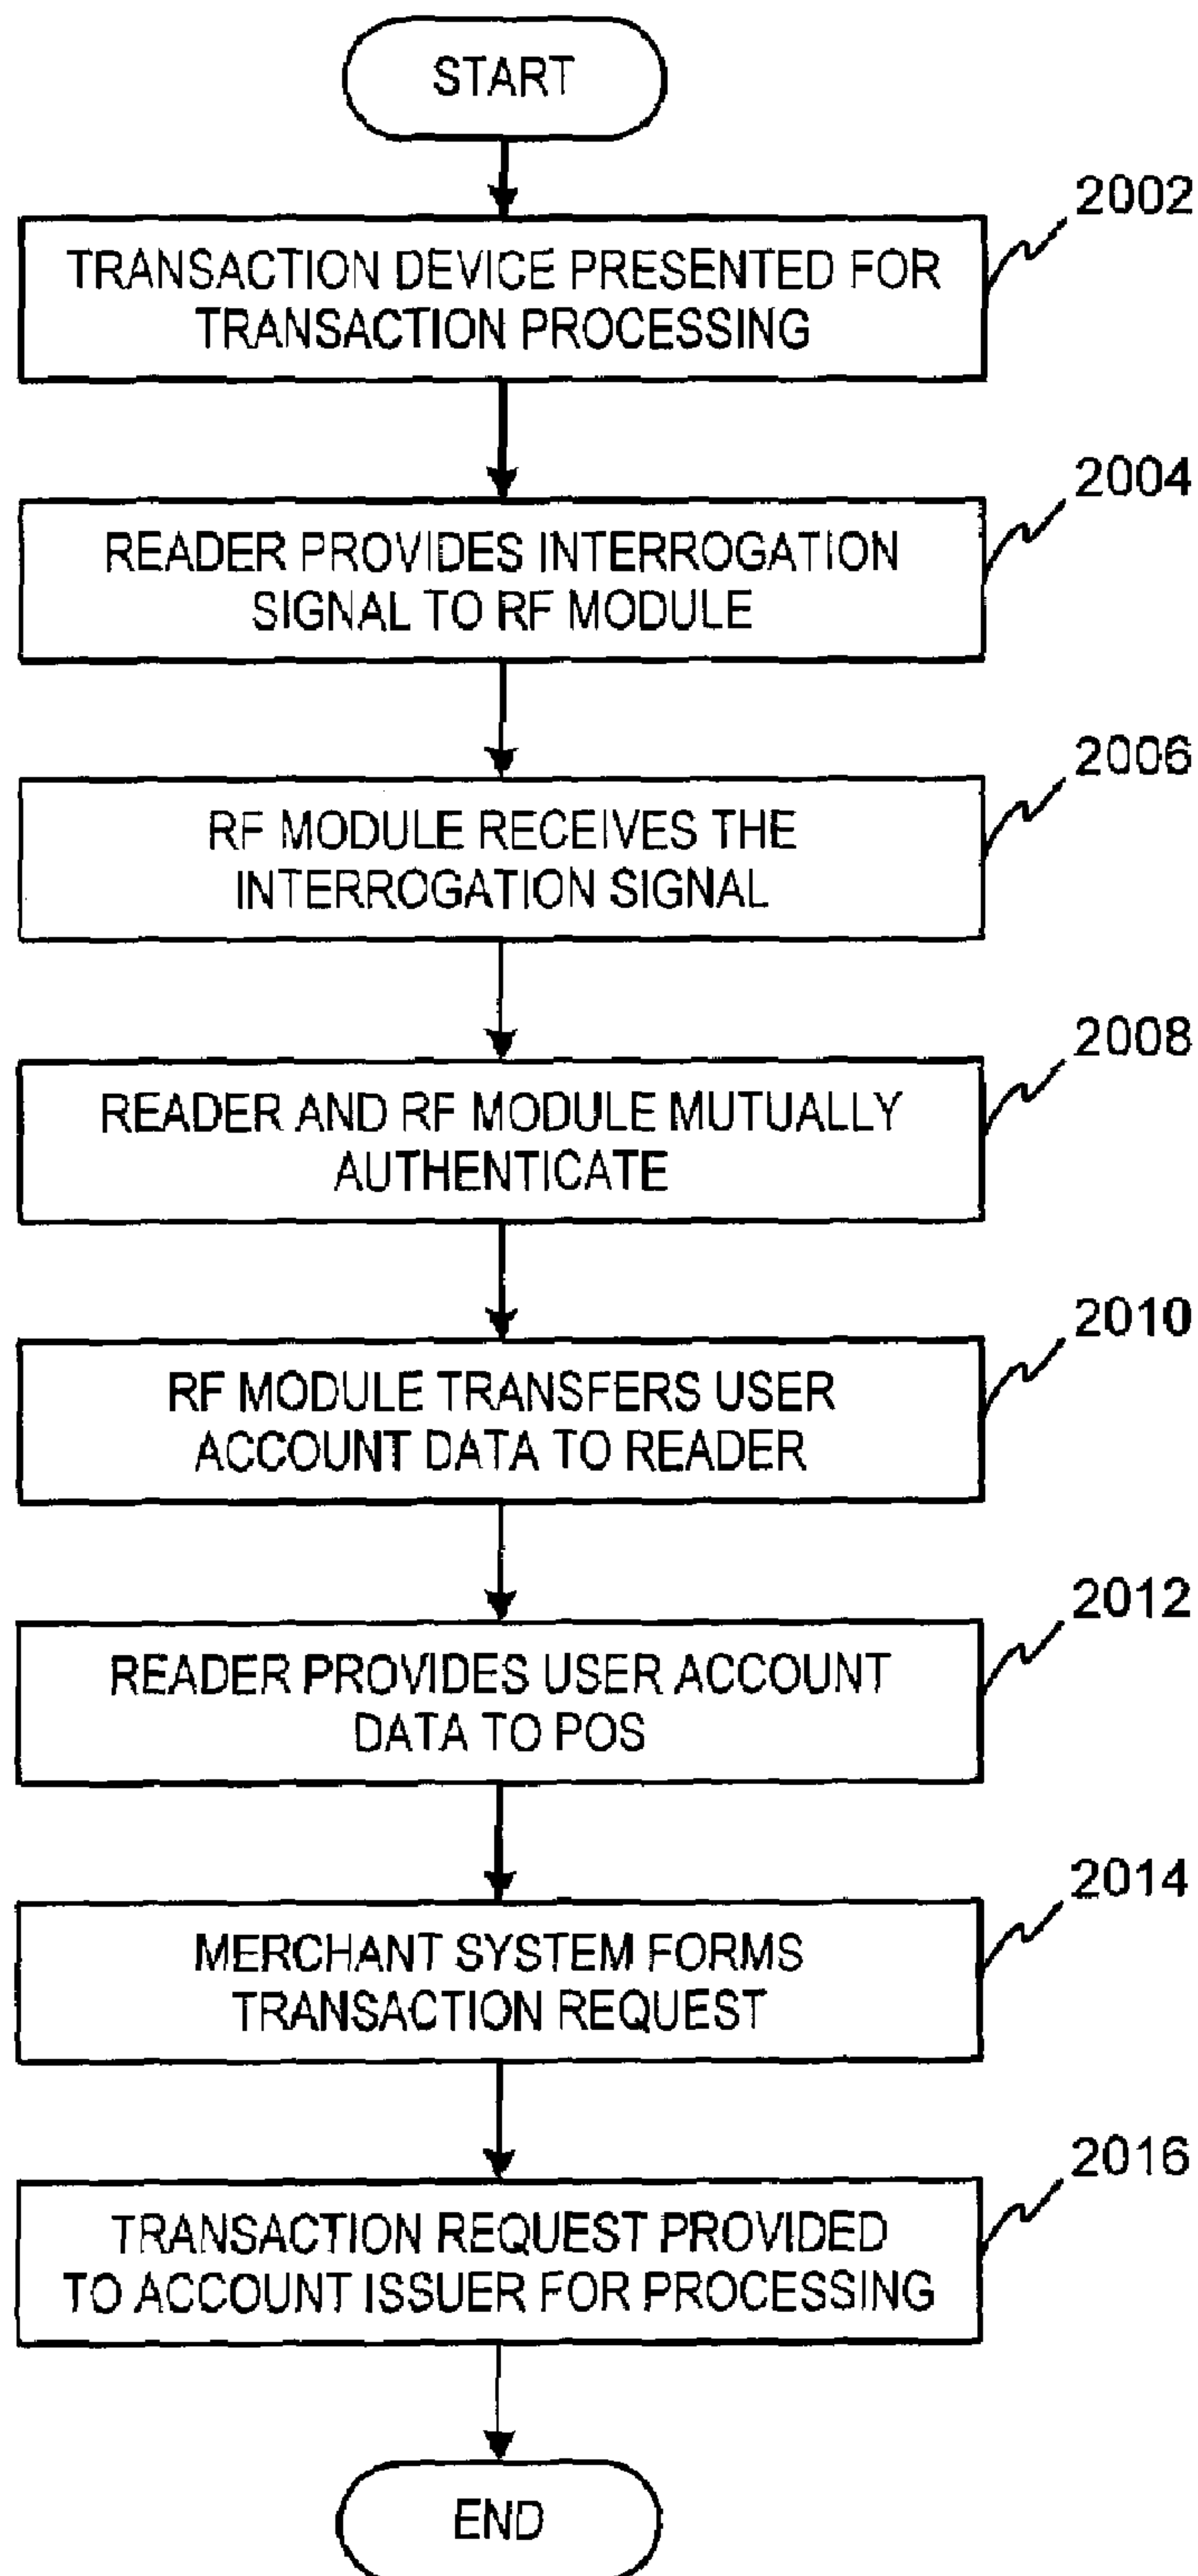 START
2002
TRANSACTION DEVICE PRESENTED FOR
TRANSACTION PROCESSING
2004
READER PROVIDES INTERROGATION
SIGNAL TO RF MODULE
2006
RF MODULE RECEIVES THE
INTERROGATION SIGNAL
2008
READER AND RF MODULE MUTUALLY
AUTHENTICATE
2010
RF MODULE TRANSFERS USER
ACCOUNT DATA TO READER
2012
READER PROVIDES USER ACCOUNT
DATA TO POS
2014
MERCHANT SYSTEM FORMS
TRANSACTION REQUEST
2016
TRANSACTION REQUEST PROVIDED
TO ACCOUNT ISSUER FOR PROCESSING
END